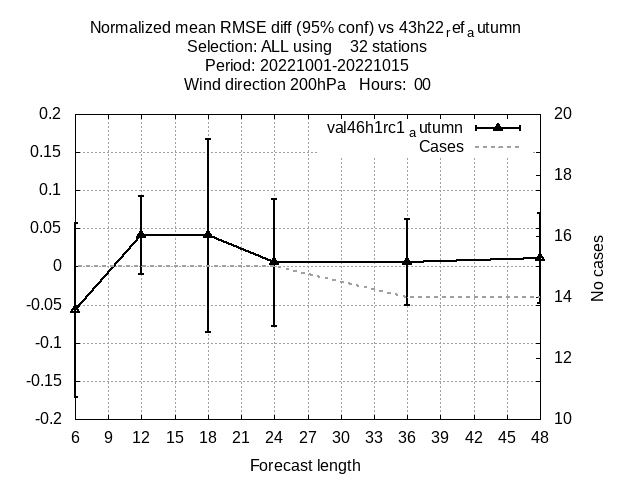 Normalized mean RMSE diff (95% conf) vs 43h22refautumn
Selection: ALL using 32 stations
Period: 20221001-20221015
Wind direction 200hPa Hours: 00
0.2
0.15
0.1
0.05
0
-0.05
-0.1
-0.15
-0.2
20
18
16
14
12
10
No cases
val46h1rc1autumn
Cases
6 9 12 15 18 21 24 27 30 33 36 39 42 45 48
Forecast length